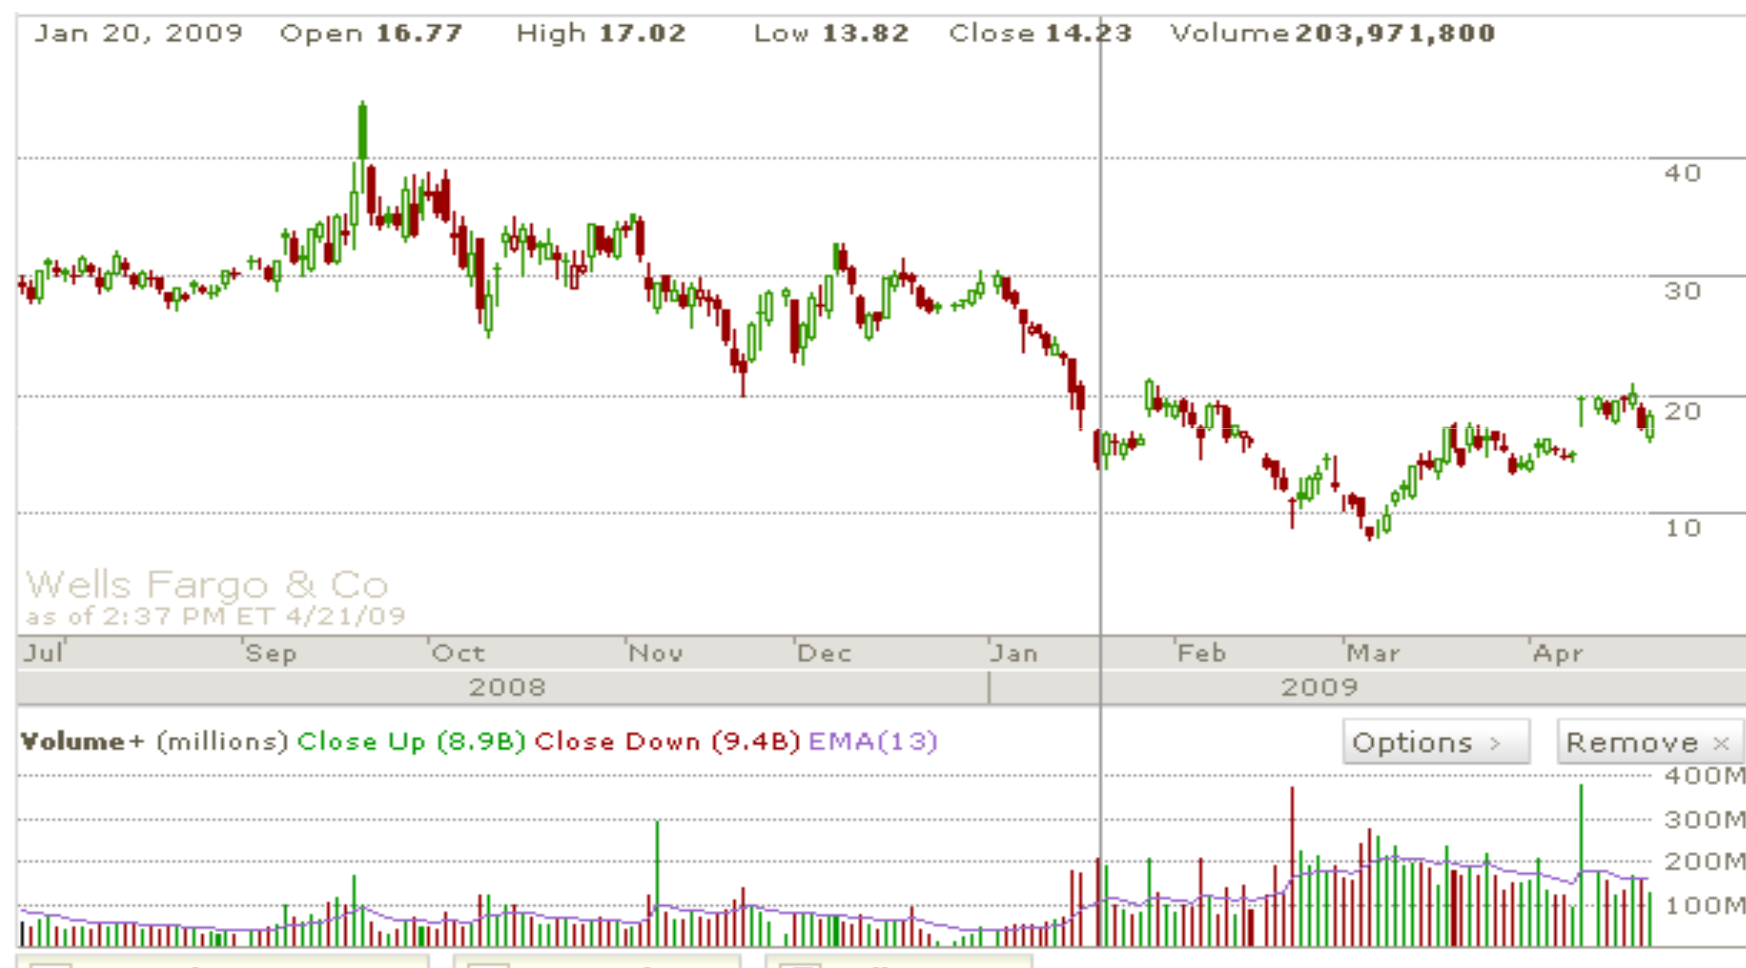 Jan 20, 2009 Open 16.77 High 17.02 Low 13.82 Close 14.23 Volume 203,971,800
40
30
20
10
Wells Fargo & Co
as of 2:37 PM ET 4/21/09
Jul Sep Oct Nov Dec Jan Feb Mar Apr
2008 2009
Volume+ (millions) Close Up (8.9B) Close Down (9.4B) EMA(13) Options > Remove ×
400M
300M
200M
100M